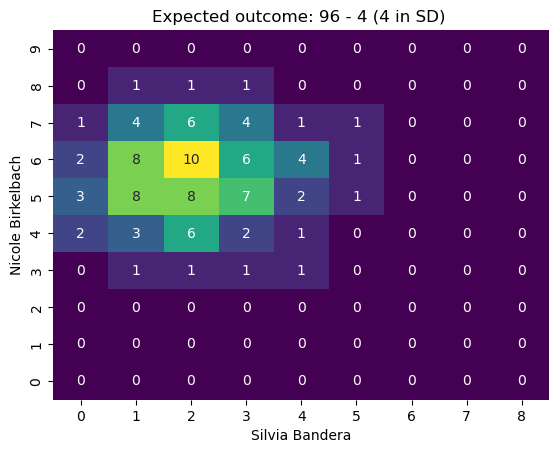 Expected outcome: 96 - 4 (4 in SD)
Nicole Birkelbach
9 0 0 0 0 0 0 0 0 0
8 0 1 1 1 0 0 0 0 0
7 1 4 6 4 1 1 0 0 0
6 2 8 10 6 4 1 0 0 0
5 3 8 8 7 2 1 0 0 0
4 2 3 6 2 1 0 0 0 0
3 0 1 1 1 1 0 0 0 0
2 0 0 0 0 0 0 0 0 0
1 0 0 0 0 0 0 0 0 0
0 0 0 0 0 0 0 0 0 0
0 1 2 3 4 5 6 7 8
Silvia Bandera